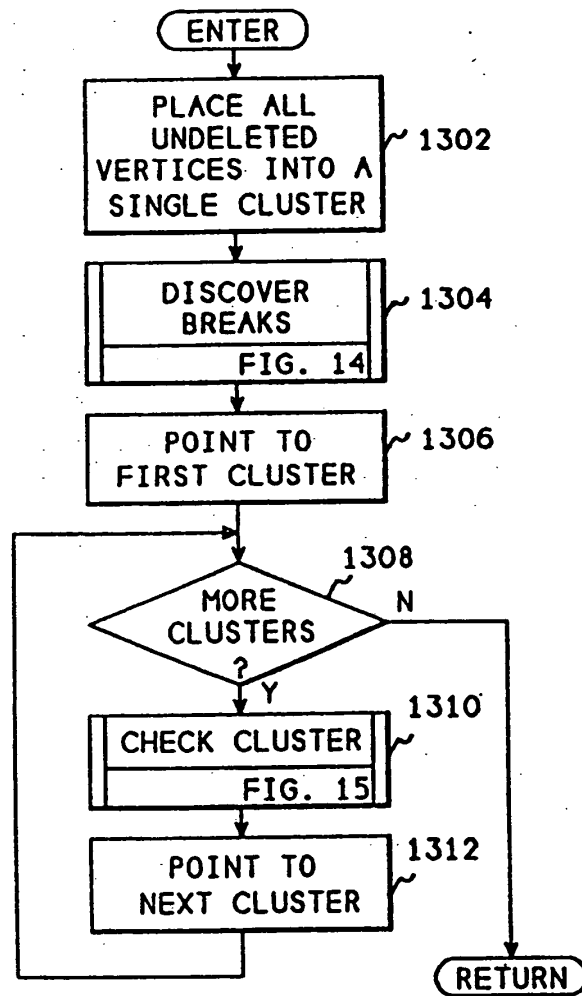 ENTER
PLACE ALL
UNDELETED
VERTICES INTO A
SINGLE CLUSTER
1302
DISCOVER
BREAKS
FIG. 14
1304
POINT TO
FIRST CLUSTER
1306
1308
MORE
CLUSTERS
?
N
Y
CHECK CLUSTER
FIG. 15
1310
POINT TO
NEXT CLUSTER
1312
RETURN